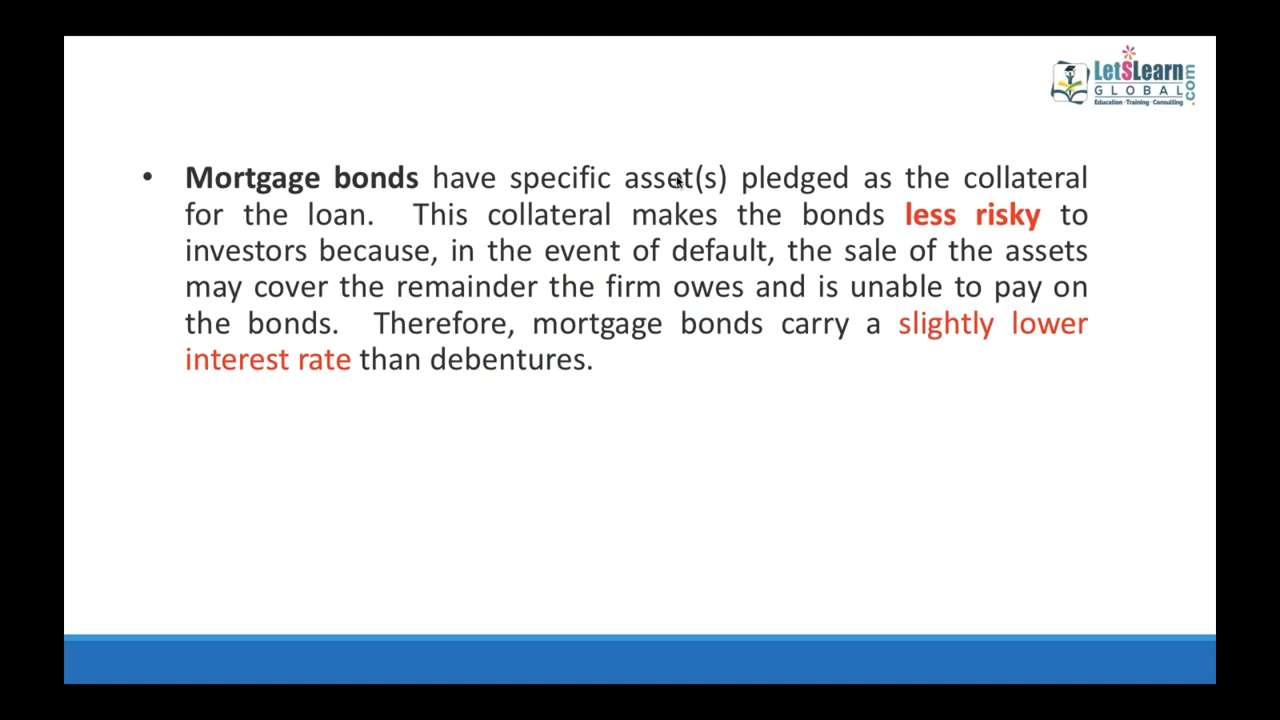 LetSLearn
.com
GLOBAL
Education - Training - Consulting
• Mortgage bonds have specific asset(s) pledged as the collateral
for the loan. This collateral makes the bonds less risky to
investors because, in the event of default, the sale of the assets
may cover the remainder the firm owes and is unable to pay on
the bonds. Therefore, mortgage bonds carry a slightly lower
interest rate than debentures.